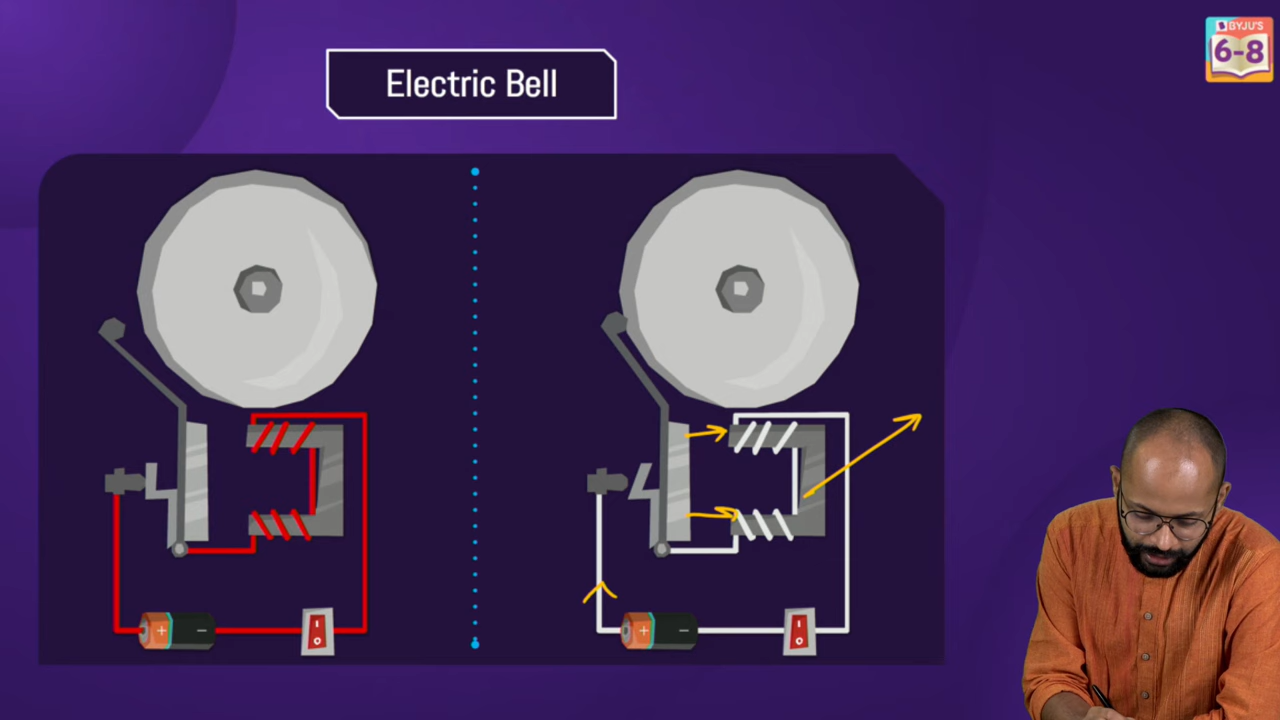 Electric Bell
BYJU'S
6-8
+ −
+ −